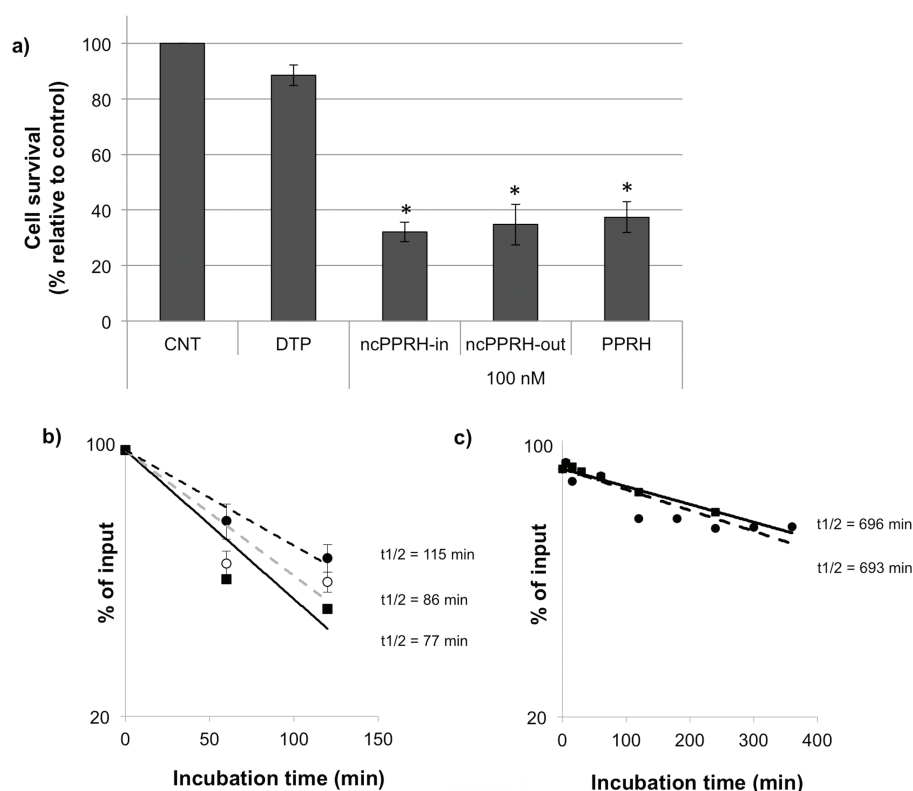 a)
Cell survival
(% relative to control)
100
80
60
40
20
0
*
*
*
CNT
DTP
ncPPRH-in
ncPPRH-out
PPRH
100 nM
b)
100
% of input
20
0
50
100
150
Incubation time (min)
t1/2 = 115 min
t1/2 = 86 min
t1/2 = 77 min
c)
100
% of input
20
0
100
200
300
400
Incubation time (min)
t1/2 = 696 min
t1/2 = 693 min